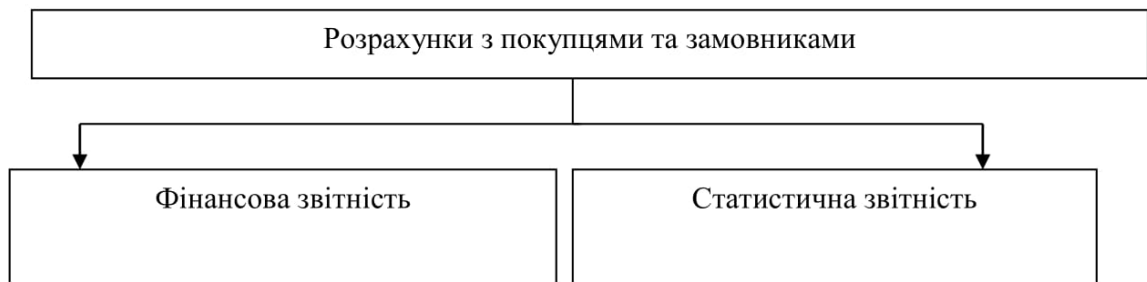 Розрахунки з покупцями та замовниками
Фінансова звітність
Статистична звітність